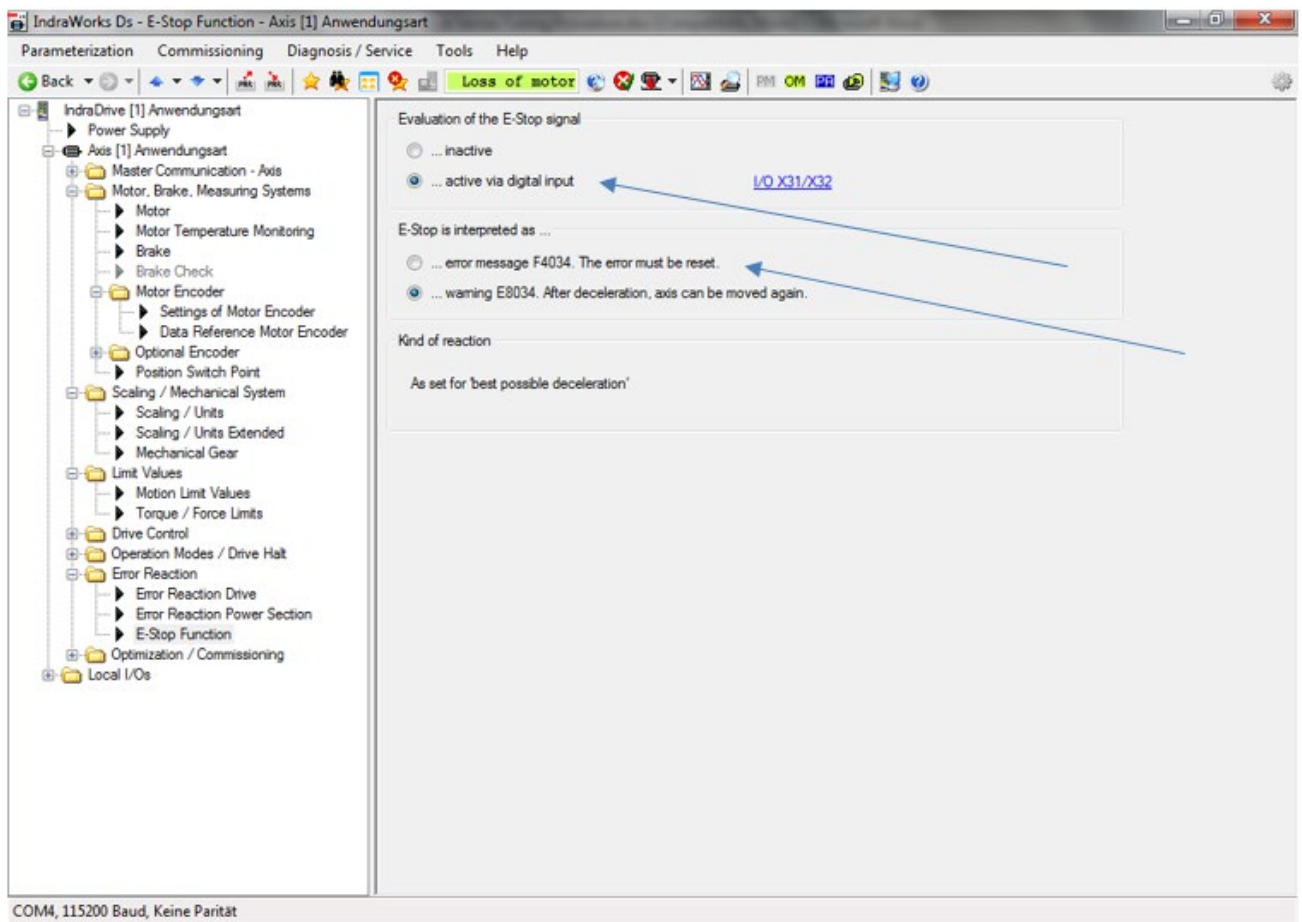 IndraWorks Ds - E-Stop Function - Axis [1] Anwendungsart
Parameterization Commissioning Diagnosis / Service Tools Help
Back Loss of motor PM OM
IndraDrive [1] Anwendungsart
Power Supply
Axis [1] Anwendungsart
Master Communication - Axis
Motor, Brake, Measuring Systems
Motor
Motor Temperature Monitoring
Brake
Brake Check
Motor Encoder
Settings of Motor Encoder
Data Reference Motor Encoder
Optional Encoder
Position Switch Point
Scaling / Mechanical System
Scaling / Units
Scaling / Units Extended
Mechanical Gear
Limit Values
Motion Limit Values
Torque / Force Limits
Drive Control
Operation Modes / Drive Halt
Error Reaction
Error Reaction Drive
Error Reaction Power Section
E-Stop Function
Optimization / Commissioning
Local I/Os
Evaluation of the E-Stop signal
... inactive
... active via digital input I/O X31/X32
E-Stop is interpreted as ...
... error message F4034. The error must be reset.
... warning E8034. After deceleration, axis can be moved again.
Kind of reaction
As set for 'best possible deceleration'
COM4, 115200 Baud, Keine Parität